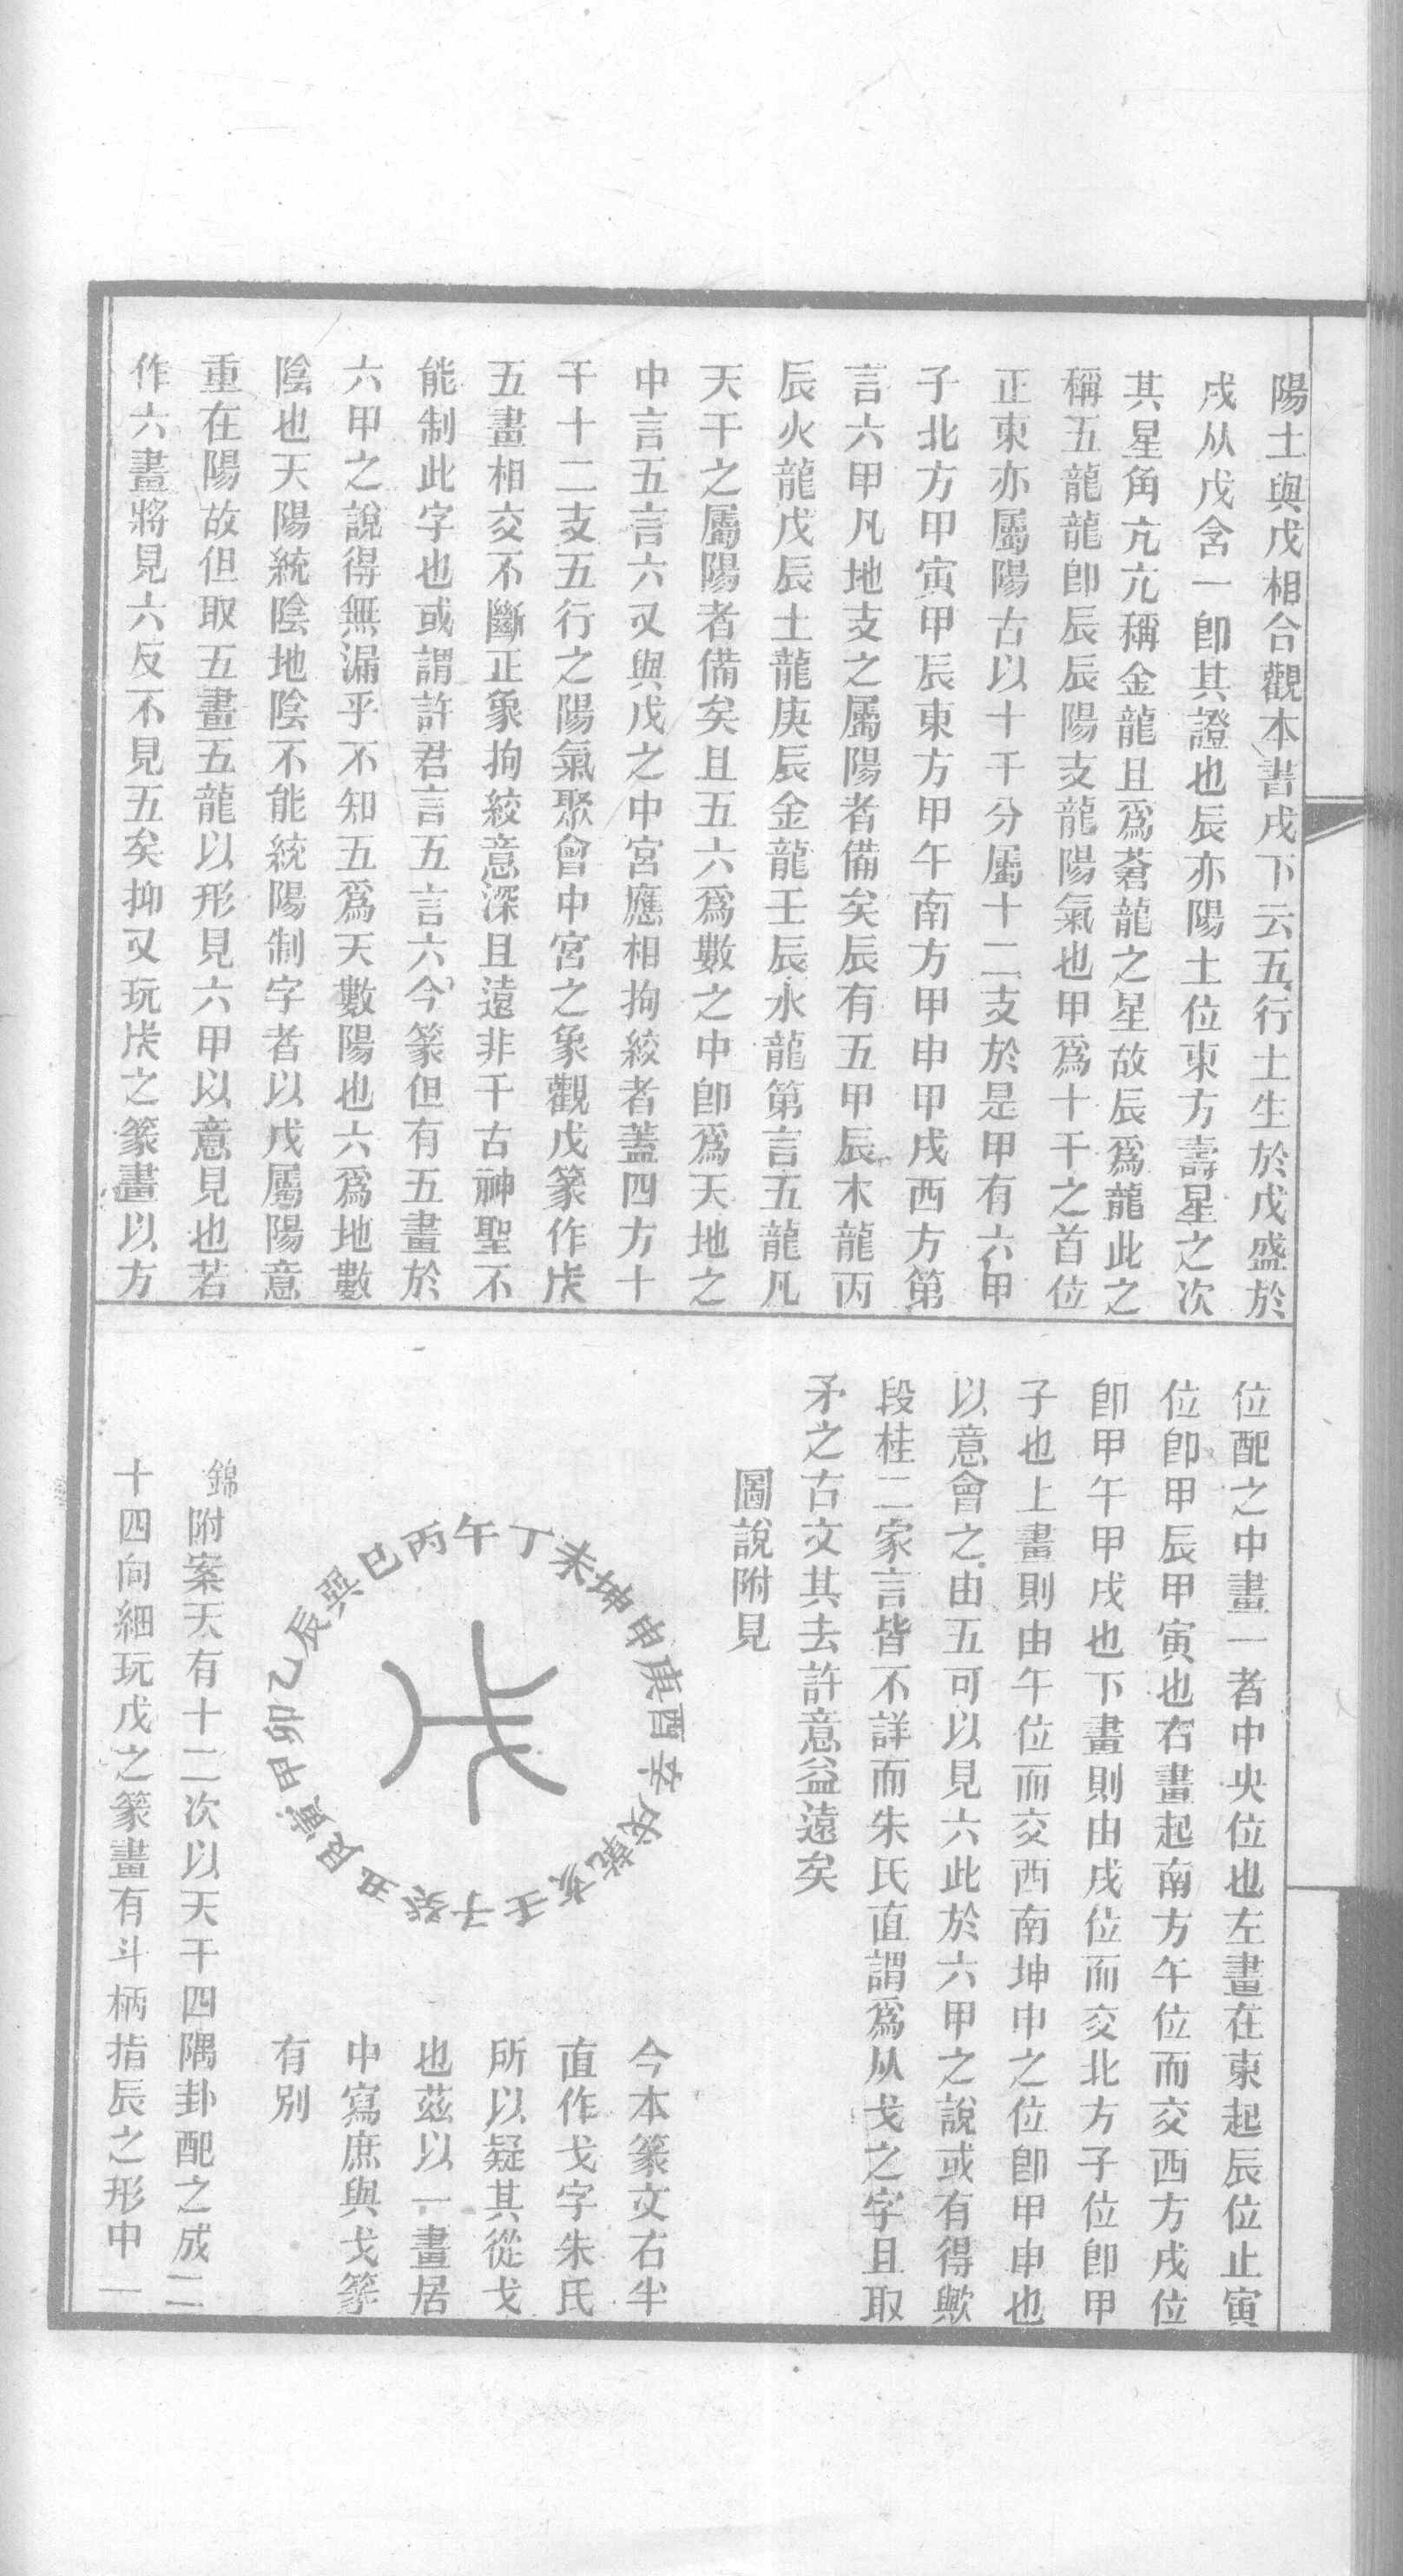 陽土與戊相合觀本書戌下云五行土生於戊盛於
戌从戊含一卽其證也辰亦陽土位東方壽星之次
其星角亢亢稱金龍且爲蒼龍之星故辰爲龍此之
稱五龍龍卽辰辰陽支龍陽氣也甲爲十干之首位
正東亦屬陽古以十干分屬十二支於是甲有六甲
子北方甲寅甲辰東方甲午南方甲申甲戌西方第
言六甲凡地支之屬陽者備矣辰有五甲辰木龍丙
辰火龍戊辰土龍庚辰金龍壬辰水龍第言五龍凡
天干之屬陽者備矣且五六爲數之中卽爲天地之
中言五言六又與戊之中宮應相拘絞者蓋四方十
干十二支五行之陽氣聚會中宮之象觀戊篆作戊
五畫相交不斷正象拘絞意深且遠非千古神聖不
能制此字也或謂許君言五言六今篆但有五畫於
六甲之說得無漏乎不知五爲天數陽也六爲地數
陰也天陽統陰地陰不能統陽制字者以戊屬陽意
重在陽故但取五畫五龍以形見六甲以意見也若
作六畫將見六反不見五矣抑又玩戊之篆畫以方
位配之中畫一者中央位也左畫在東起辰位止寅
位卽甲辰甲寅也右畫起南方午位而交西方戌位
卽甲午甲戌也下畫則由戌位而交北方子位卽甲
子也上畫則由午位而交西南坤申之位卽甲申也
以意會之由五可以見六此於六甲之說或有得歟
段桂二家言皆不詳而朱氏直謂爲从戈之字且取
矛之古文其去許意益遠矣
圖說附見
午丁未坤申庚酉辛戌乾亥壬子癸丑艮寅甲卯乙辰巽巳丙
今本篆文右半
直作戈字朱氏
所以疑其從戈
也茲以一畫居
中寫庶與戈篆
有別
錦附案天有十二次以天干四隅卦配之成二
十四向細玩戊之篆畫有斗柄指辰之形中一